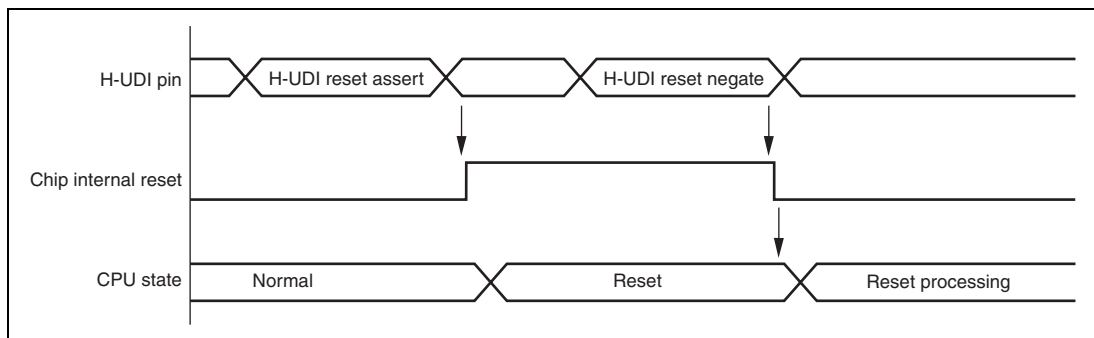 H-UDI pin
H-UDI reset assert
H-UDI reset negate
Chip internal reset
CPU state
Normal
Reset
Reset processing